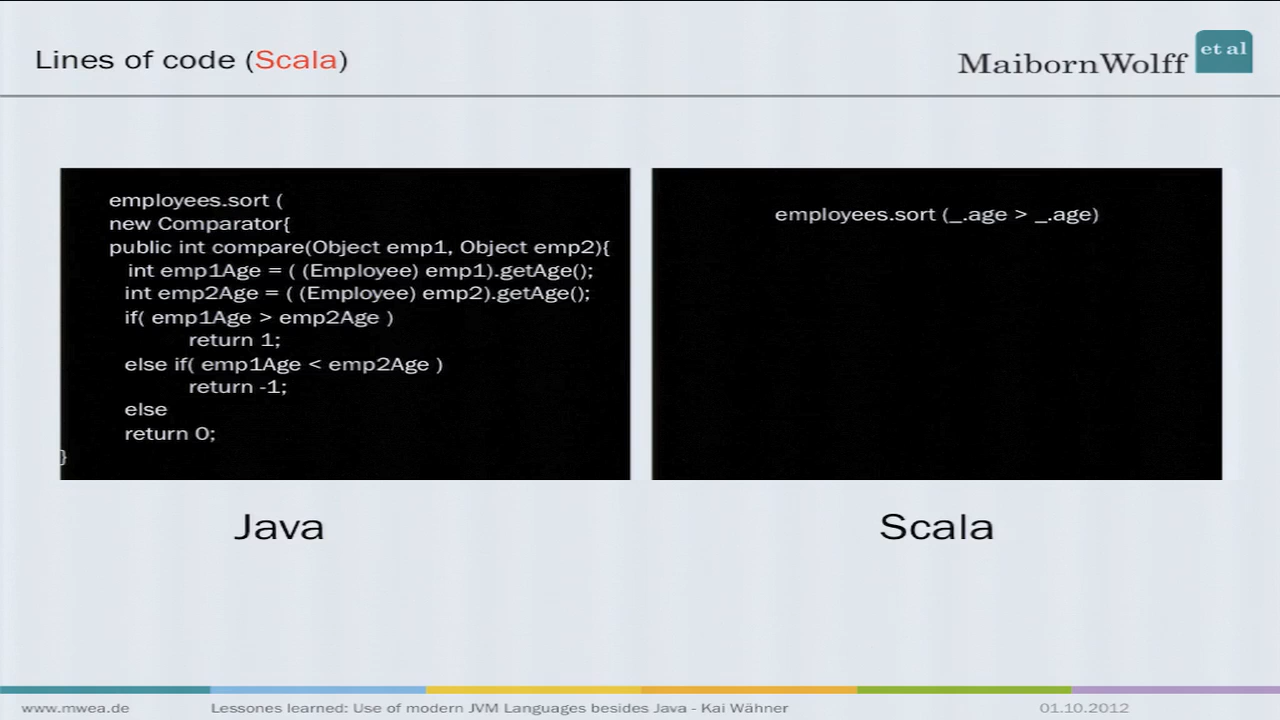 Lines of code (Scala)
MaibornWolff et al
employees.sort (
new Comparator{
public int compare(Object emp1, Object emp2){
int emp1Age = ( (Employee) emp1).getAge();
int emp2Age = ( (Employee) emp2).getAge();
if( emp1Age > emp2Age )
return 1;
else if( emp1Age < emp2Age )
return -1;
else
return 0;
}
employees.sort (_.age > _.age)
Java
Scala
www.mwea.de
Lessones learned: Use of modern JVM Languages besides Java - Kai Wähner
01.10.2012